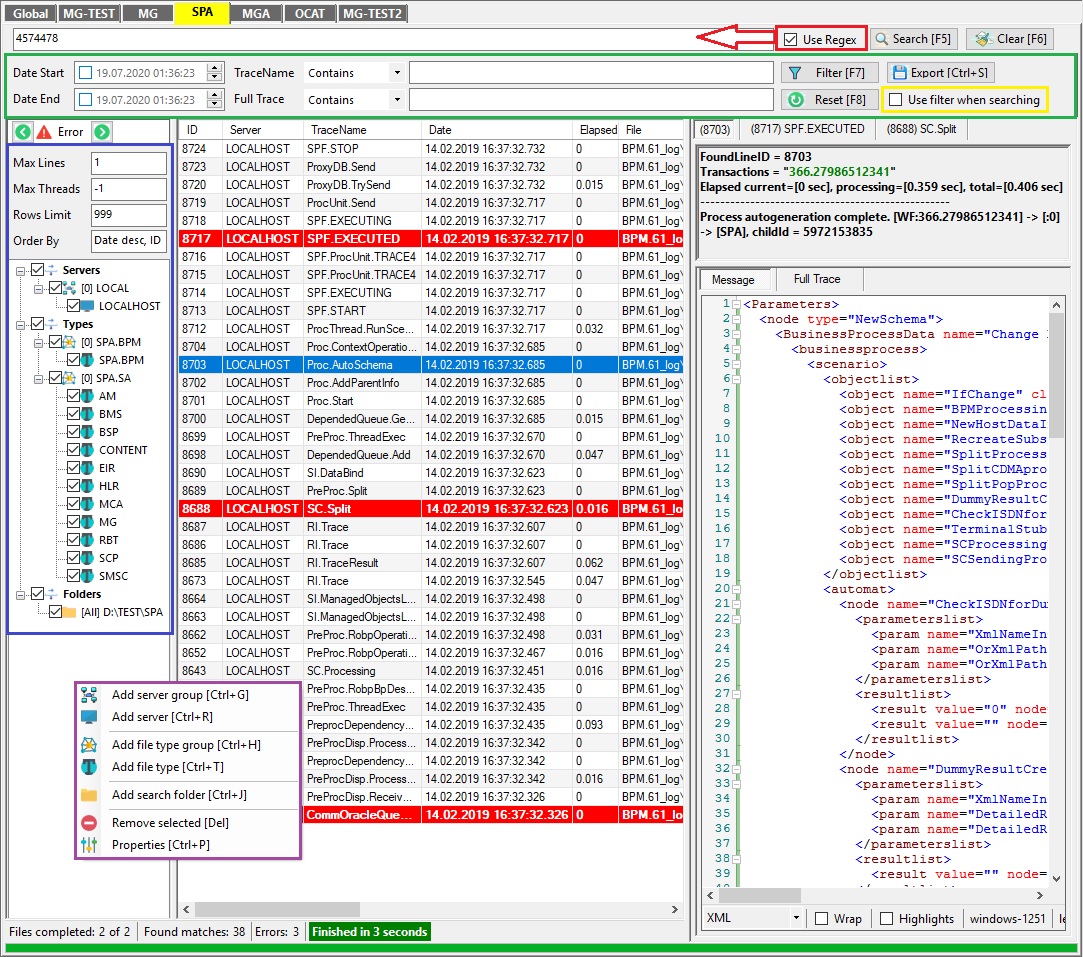 Global MG-TEST MG SPA MGA OCAT MG-TEST2
4574478 Use Regex Search [F5] Clear [F6]
Date Start 19.07.2020 01:36:23 TraceName Contains Filter [F7] Export [Ctrl+S]
Date End 19.07.2020 01:36:23 Full Trace Contains Reset [F8] Use filter when searching
Error
Max Lines 1
Max Threads -1
Rows Limit 999
Order By Date desc, ID
Servers
[0] LOCAL
LOCALHOST
Types
[0] SPA.BPM
SPA.BPM
[0] SPA.SA
AM
BMS
BSP
CONTENT
EIR
HLR
MCA
MG
RBT
SCP
SMSC
Folders
[All] D:\TEST\SPA
Add server group [Ctrl+G]
Add server [Ctrl+R]
Add file type group [Ctrl+H]
Add file type [Ctrl+T]
Add search folder [Ctrl+J]
Remove selected [Del]
Properties [Ctrl+P]
ID Server TraceName Date Elapsed File
8724 LOCALHOST SPF.STOP 14.02.2019 16:37:32.732 0 BPM.61_log\
8723 LOCALHOST ProxyDB.Send 14.02.2019 16:37:32.732 0 BPM.61_log\
8720 LOCALHOST ProxyDB.TrySend 14.02.2019 16:37:32.732 0.015 BPM.61_log\
8719 LOCALHOST ProcUnit.Send 14.02.2019 16:37:32.717 0 BPM.61_log\
8718 LOCALHOST SPF.EXECUTING 14.02.2019 16:37:32.717 0 BPM.61_log\
8717 LOCALHOST SPF.EXECUTED 14.02.2019 16:37:32.717 0 BPM.61_lo
8716 LOCALHOST SPF.ProcUnit.TRACE4 14.02.2019 16:37:32.717 0 BPM.61_log\
8715 LOCALHOST SPF.ProcUnit.TRACE4 14.02.2019 16:37:32.717 0 BPM.61_log\
8714 LOCALHOST SPF.EXECUTING 14.02.2019 16:37:32.717 0 BPM.61_log\
8713 LOCALHOST SPF.START 14.02.2019 16:37:32.717 0 BPM.61_log\
8712 LOCALHOST ProcThread.RunSce... 14.02.2019 16:37:32.717 0.032 BPM.61_log\
8704 LOCALHOST Proc.ContextOperatio... 14.02.2019 16:37:32.685 0 BPM.61_log\
8703 LOCALHOST Proc.AutoSchema 14.02.2019 16:37:32.685 0 BPM.61_log\
8702 LOCALHOST Proc.AddParentInfo 14.02.2019 16:37:32.685 0 BPM.61_log\
8701 LOCALHOST Proc.Start 14.02.2019 16:37:32.685 0 BPM.61_log\
8700 LOCALHOST DependedQueue.Ge... 14.02.2019 16:37:32.685 0.015 BPM.61_log\
8699 LOCALHOST PreProc.ThreadExec 14.02.2019 16:37:32.670 0 BPM.61_log\
8698 LOCALHOST DependedQueue.Add 14.02.2019 16:37:32.670 0.047 BPM.61_log\
8690 LOCALHOST SI.DataBind 14.02.2019 16:37:32.623 0 BPM.61_log\
8689 LOCALHOST PreProc.Split 14.02.2019 16:37:32.623 0 BPM.61_log\
8688 LOCALHOST SC.Split 14.02.2019 16:37:32.623 0.016 BPM.61_lo
8687 LOCALHOST RI.Trace 14.02.2019 16:37:32.607 0 BPM.61_log\
8686 LOCALHOST RI.Trace 14.02.2019 16:37:32.607 0 BPM.61_log\
8685 LOCALHOST RI.TraceResult 14.02.2019 16:37:32.607 0.062 BPM.61_log\
8673 LOCALHOST RI.Trace 14.02.2019 16:37:32.545 0.047 BPM.61_log\
8664 LOCALHOST SI.ManagedObjectsL... 14.02.2019 16:37:32.498 0 BPM.61_log\
8663 LOCALHOST SI.ManagedObjectsL... 14.02.2019 16:37:32.498 0 BPM.61_log\
8662 LOCALHOST PreProc.RobpOperati... 14.02.2019 16:37:32.498 0.031 BPM.61_log\
8652 LOCALHOST PreProc.RobpOperati... 14.02.2019 16:37:32.467 0.016 BPM.61_log\
8643 LOCALHOST SC.Processing 14.02.2019 16:37:32.451 0.016 BPM.61_log\
PreProc.RobpBpDes... 14.02.2019 16:37:32.435 0 BPM.61_log\
PreProc.ThreadExec 14.02.2019 16:37:32.435 0 BPM.61_log\
PreprocDependency... 14.02.2019 16:37:32.435 0.093 BPM.61_log\
PreProcDisp.Process... 14.02.2019 16:37:32.342 0 BPM.61_log\
PreprocDependency... 14.02.2019 16:37:32.342 0 BPM.61_log\
PreProcDisp.Process... 14.02.2019 16:37:32.342 0.016 BPM.61_log\
PreProcDisp.Receiv... 14.02.2019 16:37:32.326 0 BPM.61_log\
CommOracleQue... 14.02.2019 16:37:32.326 0 BPM.61_lo
(8703) (8717) SPF.EXECUTED (8688) SC.Split
FoundLineID = 8703
Transactions = "366.27986512341"
Elapsed current=[0 sec], processing=[0.359 sec], total=[0.406 sec]
--------------------------------------------------
Process autogeneration complete. [WF:366.27986512341] -> [:0]
-> [SPA], childId = 5972153835
Message Full Trace
1 <Parameters>
2 <node type="NewSchema">
3 <BusinessProcessData name="Change
4 <businessprocess>
5 <scenario>
6 <objectlist>
7 <object name="IfChange" cl
8 <object name="BPMProcessin
9 <object name="NewHostDataI
10 <object name="RecreateSubs
11 <object name="SplitProcess
12 <object name="SplitCDMApro
13 <object name="SplitPopProc
14 <object name="DummyResultC
15 <object name="CheckISDNfor
16 <object name="TerminalStub
17 <object name="SCProcessing
18 <object name="SCSendingPro
19 </objectlist>
20 <automat>
21 <node name="CheckISDNforDu
22 <parameterslist>
23 <param name="XmlNameIn
24 <param name="OrXmlPath
25 <param name="OrXmlPath
26 </parameterslist>
27 <resultlist>
28 <result value="0" node
29 <result value="" node=
30 </resultlist>
31 </node>
32 <node name="DummyResultCre
33 <parameterslist>
34 <param name="XmlNameIn
35 <param name="DetailedR
36 <param name="DetailedR
37 </parameterslist>
38 <resultlist>
39 <result value="" node=
XML Wrap Highlights windows-1251
Files completed: 2 of 2 Found matches: 38 Errors: 3 Finished in 3 seconds